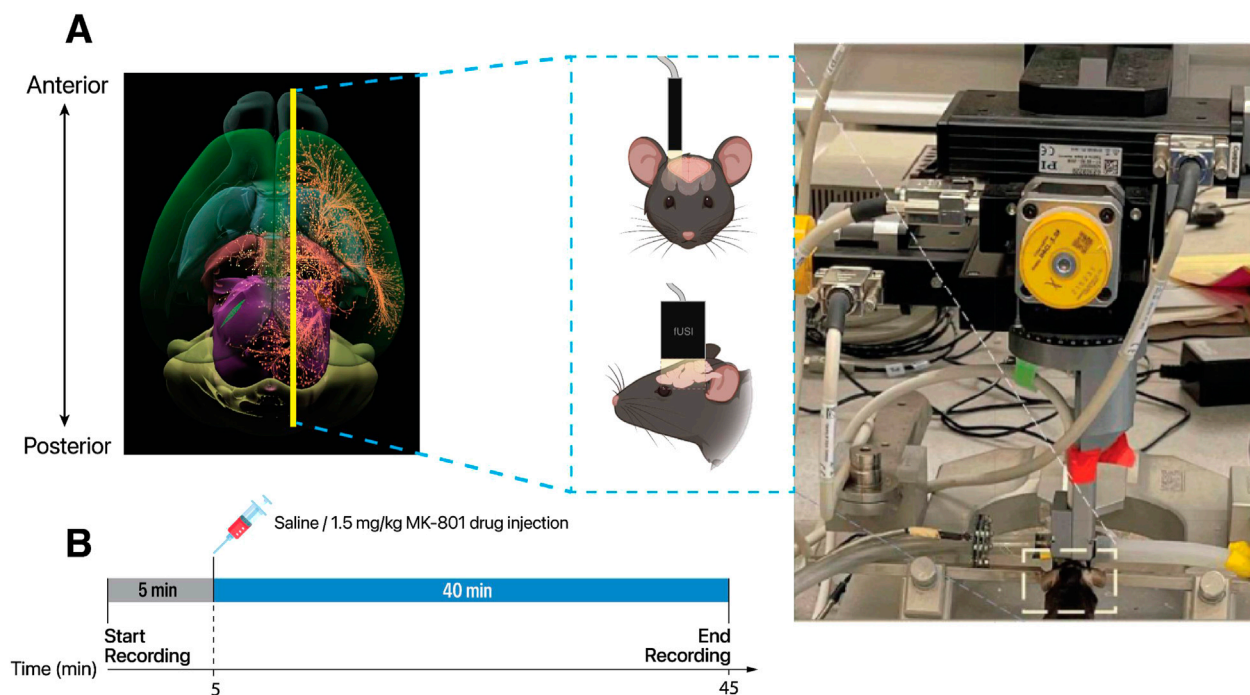 A
Anterior
Posterior
fUSI
PI
B
Saline / 1.5 mg/kg MK-801 drug injection
5 min
40 min
Start
Recording
End
Recording
Time (min)
5
45